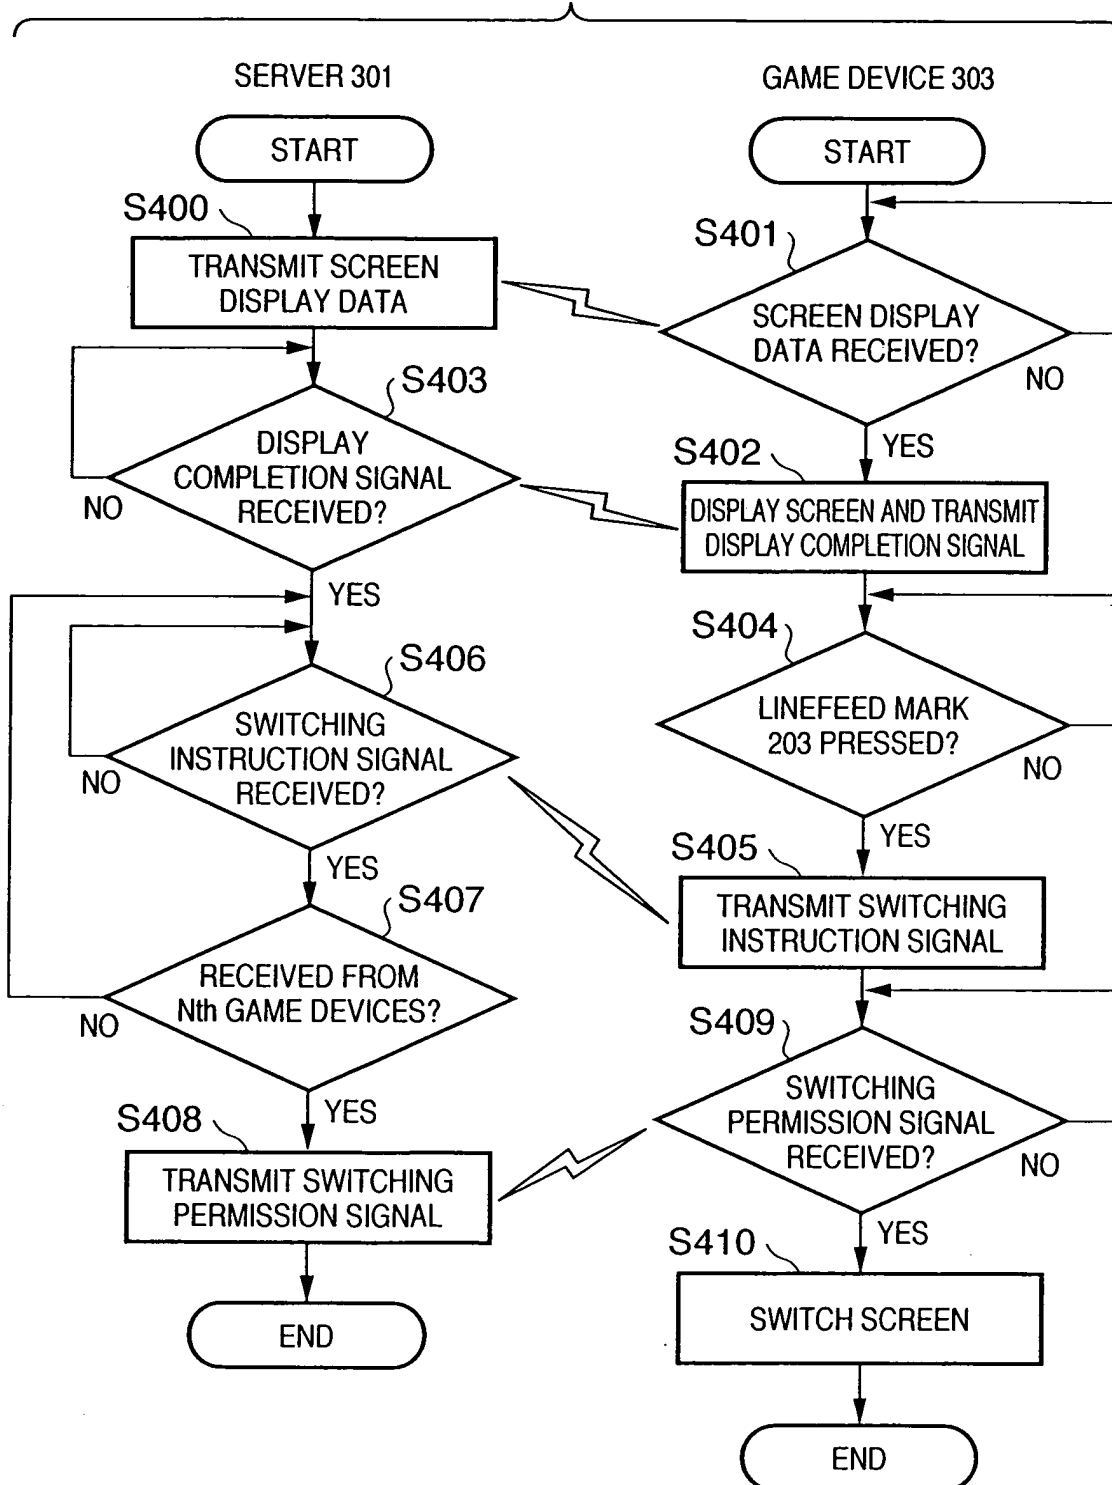 SERVER 301
START
S400
TRANSMIT SCREEN
DISPLAY DATA
S403
DISPLAY
COMPLETION SIGNAL
RECEIVED?
NO
YES
S406
SWITCHING
INSTRUCTION SIGNAL
RECEIVED?
NO
YES
S407
RECEIVED FROM
Nth GAME DEVICES?
NO
YES
S408
TRANSMIT SWITCHING
PERMISSION SIGNAL
END
GAME DEVICE 303
START
S401
SCREEN DISPLAY
DATA RECEIVED?
NO
YES
S402
DISPLAY SCREEN AND TRANSMIT
DISPLAY COMPLETION SIGNAL
S404
LINEFEED MARK
203 PRESSED?
NO
YES
S405
TRANSMIT SWITCHING
INSTRUCTION SIGNAL
S409
SWITCHING
PERMISSION SIGNAL
RECEIVED?
NO
YES
S410
SWITCH SCREEN
END